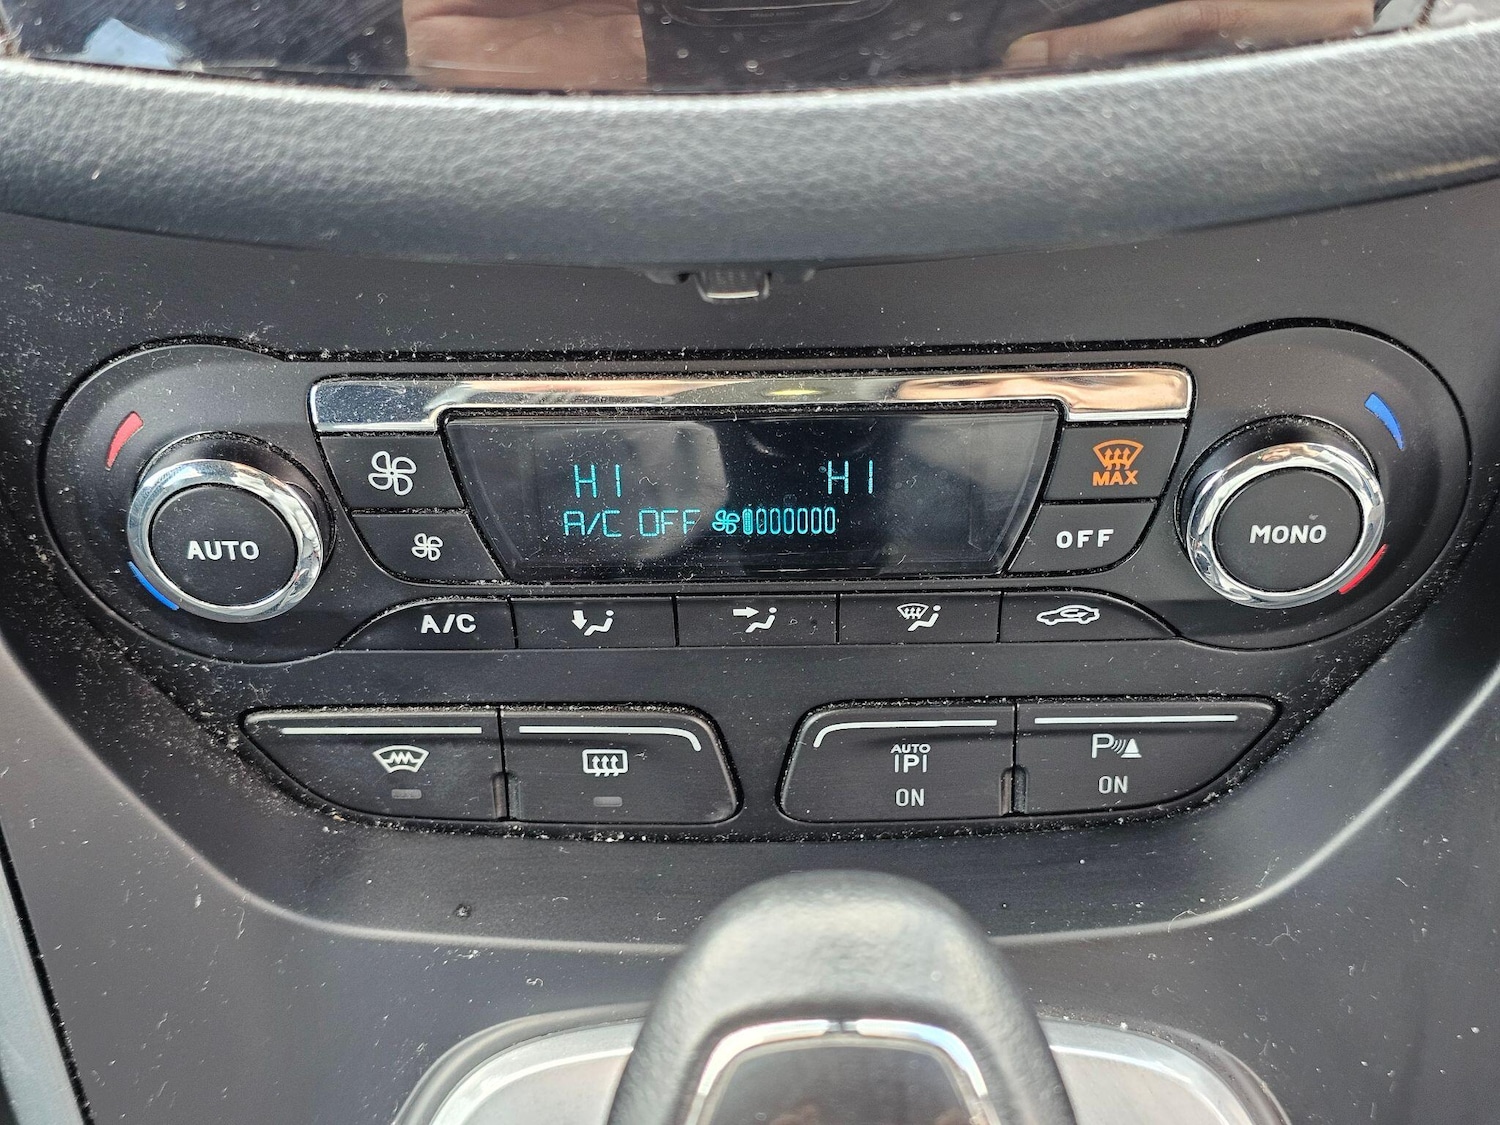 HI HI
A/C OFF
MAX
OFF
AUTO
MONO
A/C
AUTO
P
ON
ON